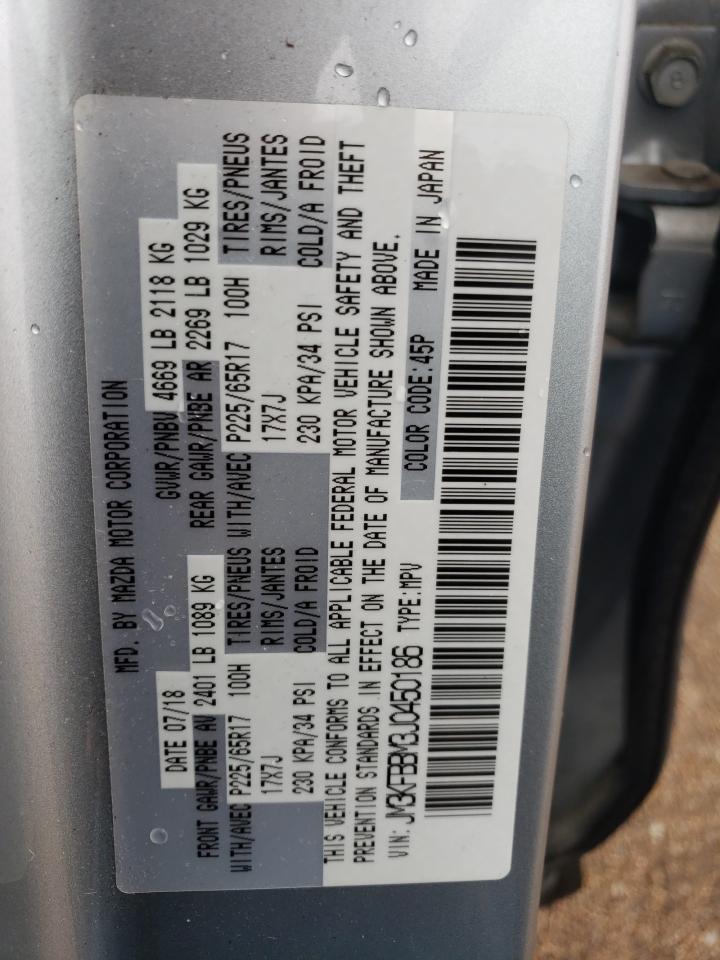 MFD. BY MAZDA MOTOR CORPORATION
DATE 07/18 GVWR/PNBV 4669 LB 2118 KG
FRONT GAWR/PNBE AV 2401 LB 1089 KG REAR GAWR/PNBE AR 2269 LB 1029 KG
WITH/AVEC P225/65R17 100H TIRES/PNEUS WITH/AVEC P225/65R17 100H TIRES/PNEUS
17X7J RIMS/JANTES 17X7J RIMS/JANTES
230 KPA/34 PSI COLD/A FROID 230 KPA/34 PSI COLD/A FROID
THIS VEHICLE CONFORMS TO ALL APPLICABLE FEDERAL MOTOR VEHICLE SAFETY AND THEFT
PREVENTION STANDARDS IN EFFECT ON THE DATE OF MANUFACTURE SHOWN ABOVE.
VIN: JM3KFBBM3J0450186 TYPE:MPV COLOR CODE:45P MADE IN JAPAN